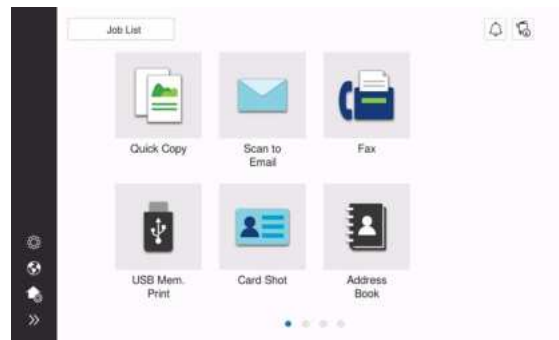 Job List
Quick Copy
Scan to
Email
Fax
USB Mem.
Print
Card Shot
Address
Book